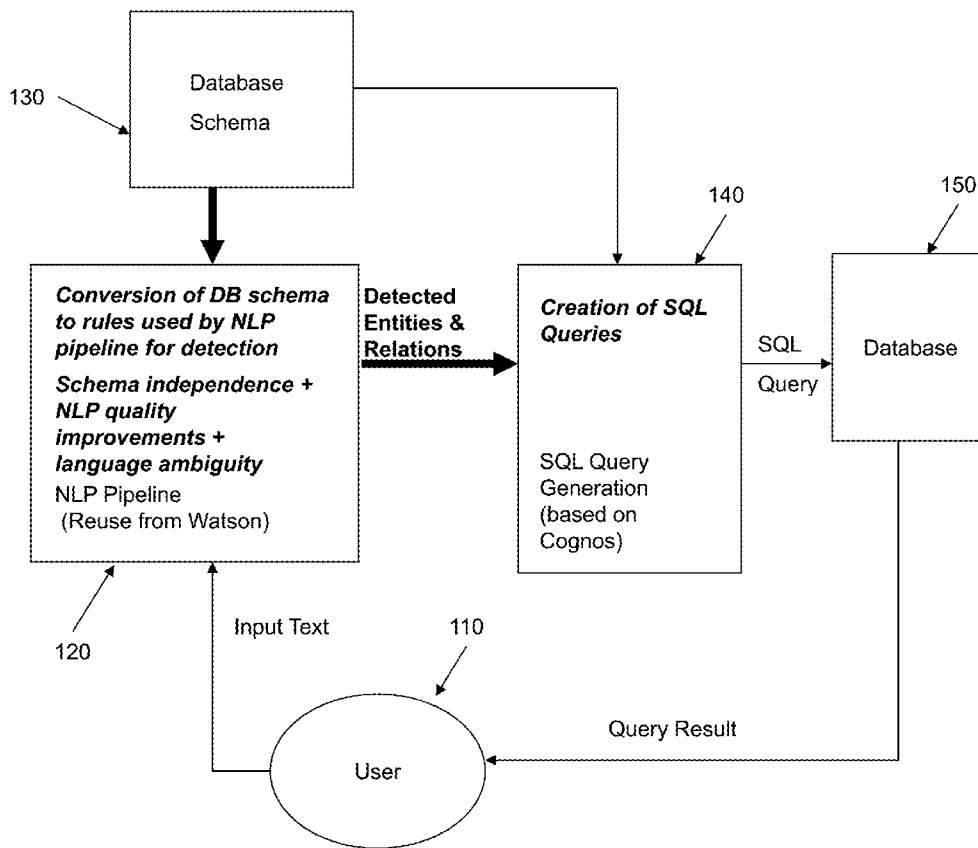 130
Database
Schema
140
150
Conversion of DB schema
to rules used by NLP
pipeline for detection
Schema independence +
NLP quality
improvements +
language ambiguity
NLP Pipeline
(Reuse from Watson)
Detected
Entities &
Relations
Creation of SQL
Queries
SQL Query
Generation
(based on
Cognos)
SQL
Query
Database
120
Input Text
110
User
Query Result